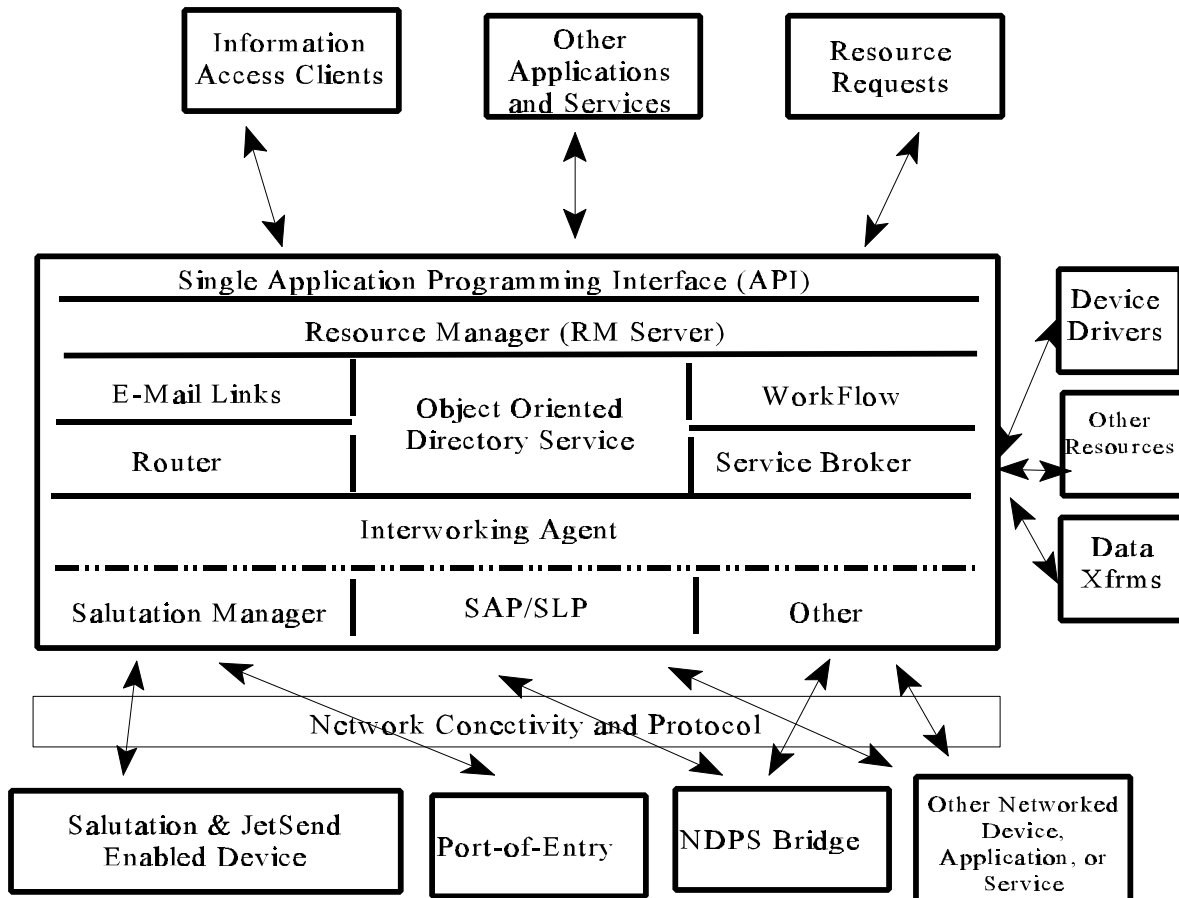 Information
Access Clients
Other
Applications
and Services
Resource
Requests
Single Application Programming Interface (API)
Resource Manager (RM Server)
E-Mail Links
Object Oriented
Directory Service
WorkFlow
Router
Service Broker
Interworking Agent
Salutation Manager
SAP/SLP
Other
Device
Drivers
Other
Resources
Data
Xfrms
Network Conectivity and Protocol
Salutation & JetSend
Enabled Device
Port-of-Entry
NDPS Bridge
Other Networked
Device,
Application, or
Service